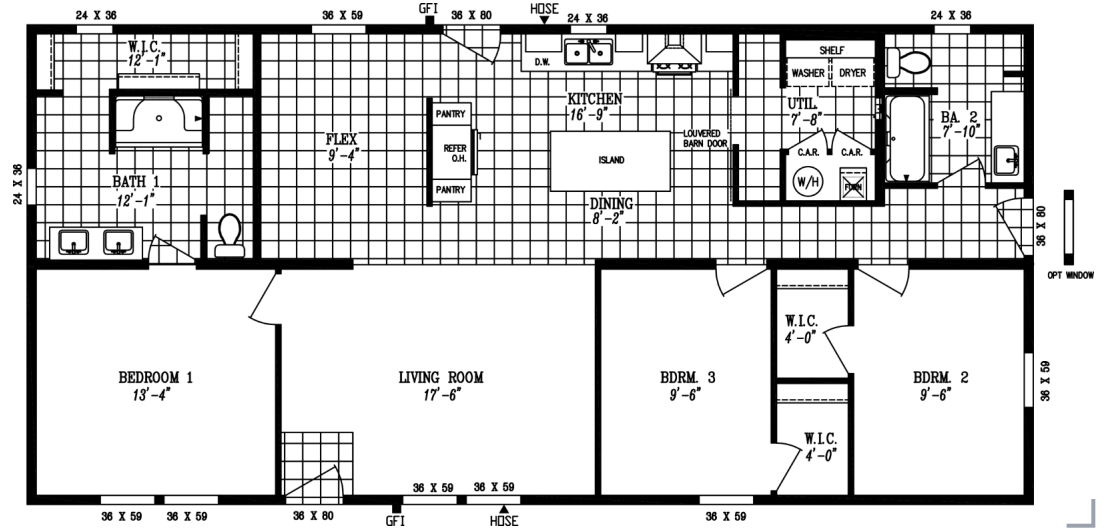 GFI
HOSE
24 X 36
36 X 59
36 X 80
24 X 36
24 X 36
W.I.C.
12'-1"
D.W.
SHELF
WASHER
DRYER
KITCHEN
16'-9"
UTIL.
7'-8"
BA. 2
7'-10"
PANTRY
FLEX
9'-4"
REFER
O.H.
LOUVERED
BARN DOOR
ISLAND
C.A.R.
C.A.R.
24 X 36
BATH 1
12'-1"
PANTRY
W/H
FURN
DINING
8'-2"
36 X 80
OPT WINDOW
W.I.C.
4'-0"
BEDROOM 1
13'-4"
LIVING ROOM
17'-6"
BDRM. 3
9'-6"
BDRM. 2
9'-6"
36 X 59
W.I.C.
4'-0"
36 X 59
36 X 59
36 X 80
36 X 59
36 X 59
36 X 59
GFI
HOSE